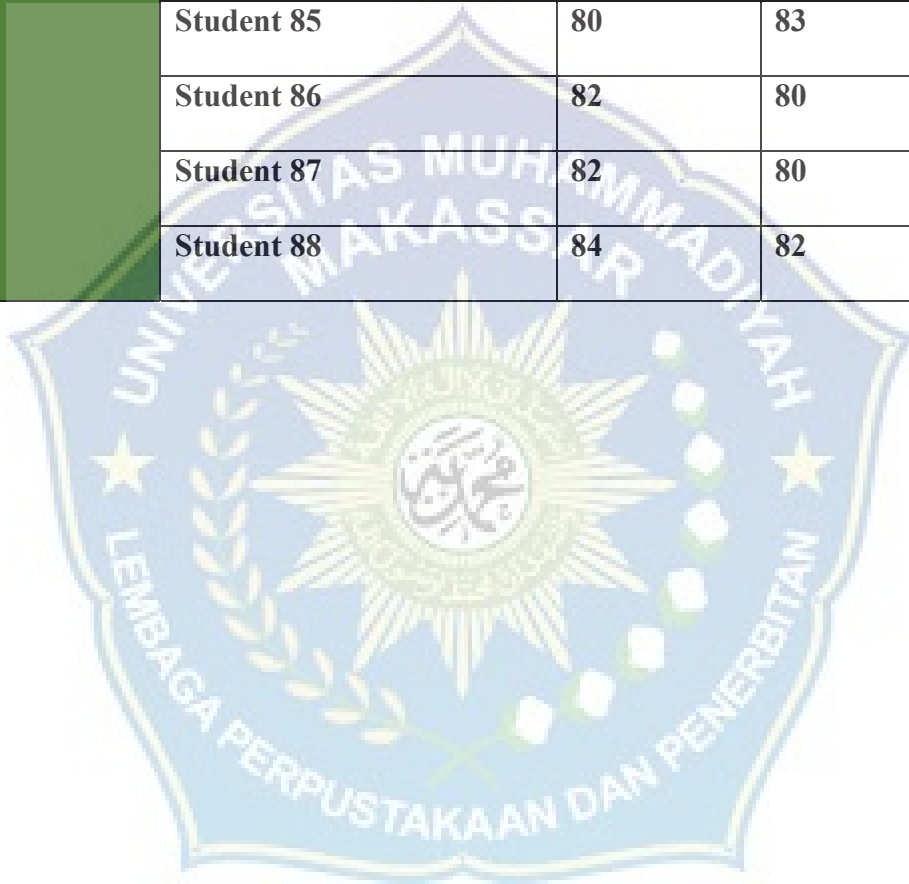 Student 85 80 83
Student 86 82 80
Student 87 82 80
Student 88 84 82
UNIVERSITAS MUHAMMADIYAH
MAKASSAR
LEMBAGA PERPUSTAKAAN DAN PENERBITAN